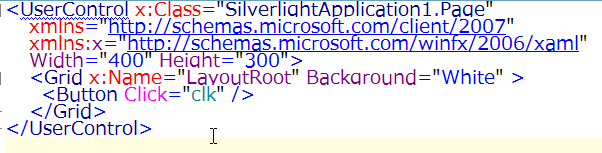 <UserControl x:Class="SilverlightApplication1.Page"
xmlns="http://schemas.microsoft.com/client/2007"
xmlns:x="http://schemas.microsoft.com/winfx/2006/xaml"
Width="400" Height="300">
<Grid x:Name="LayoutRoot" Background="White" >
<Button Click="clk" />
</Grid>
</UserControl>